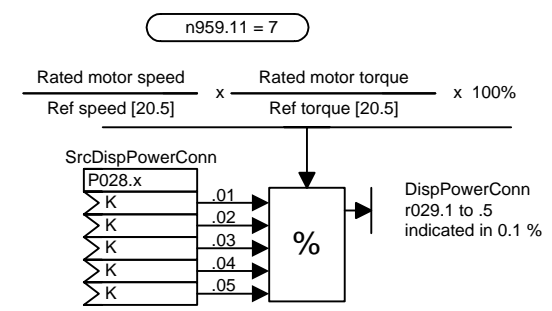 n959.11 = 7
Rated motor speed x Rated motor torque x 100%
Ref speed [20.5] Ref torque [20.5]
SrcDispPowerConn
P028.x
K .01
K .02
K .03
K .04
K .05
%
DispPowerConn
r029.1 to .5
indicated in 0.1 %